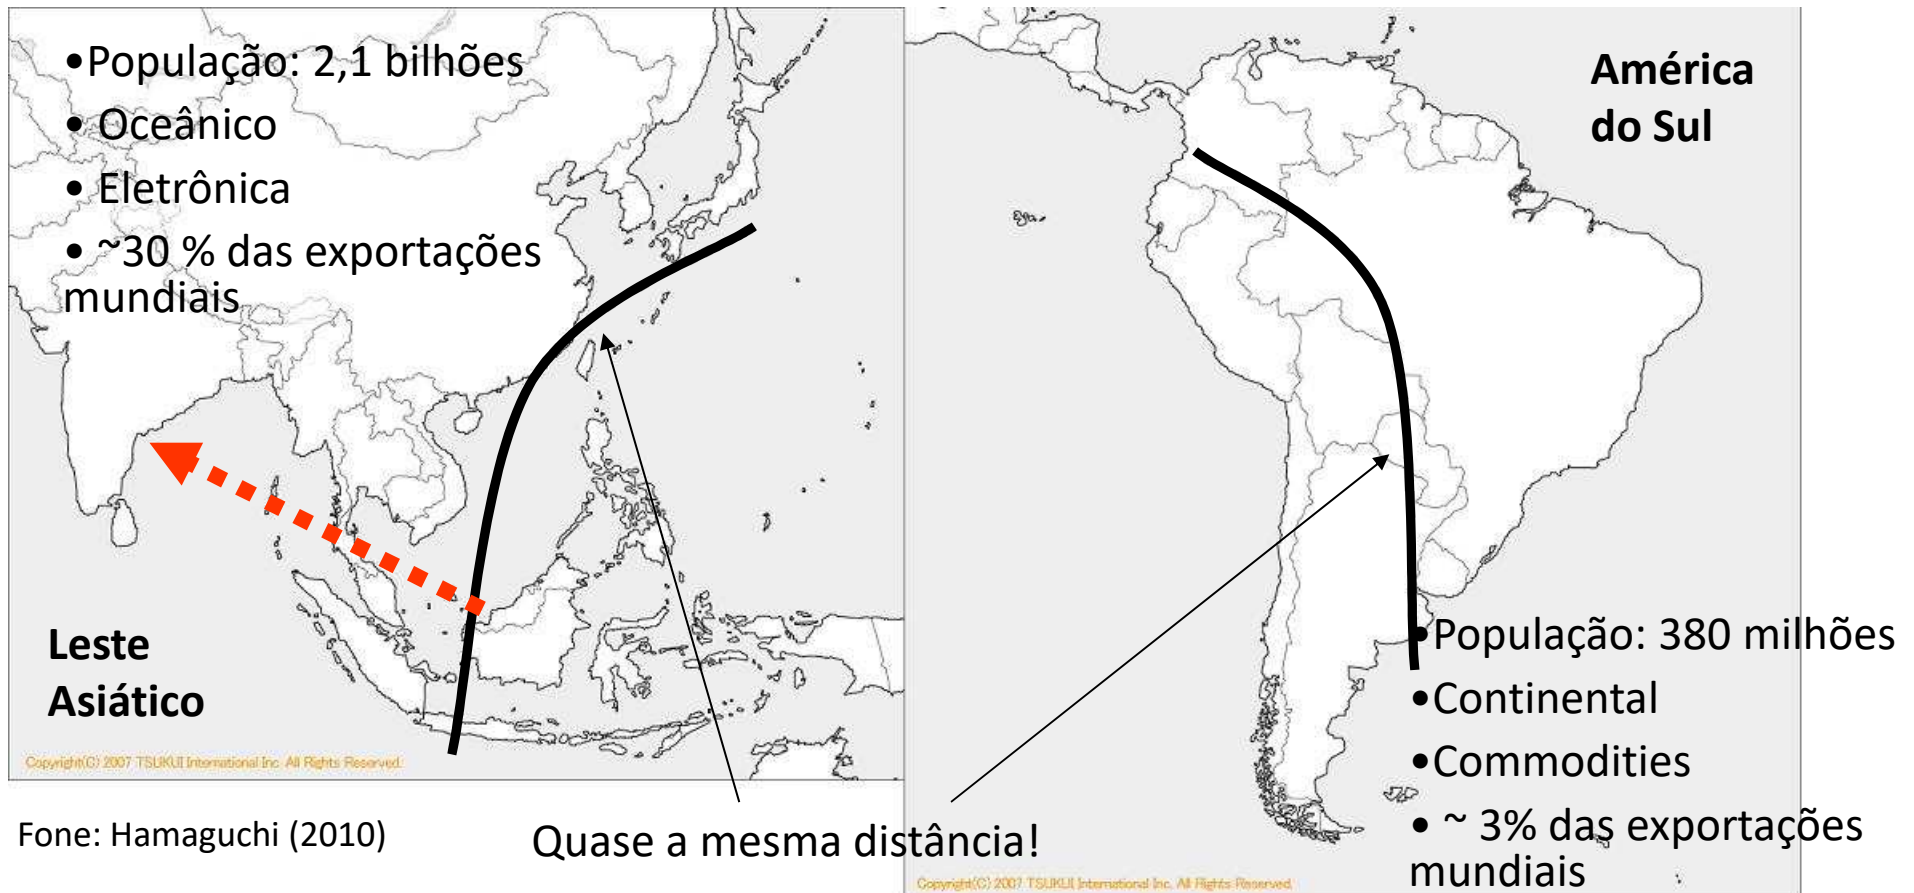 •População: 2,1 bilhões
• Oceânico
• Eletrônica
• ~30 % das exportações
mundiais
Leste
Asiático
Copyright(C) 2007 TSUKUI International Inc. All Rights Reserved.
Fone: Hamaguchi (2010)
Quase a mesma distância!
América
do Sul
•População: 380 milhões
•Continental
•Commodities
• ~ 3% das exportações
mundiais
Copyright(C) 2007 TSUKUI International Inc. All Rights Reserved.